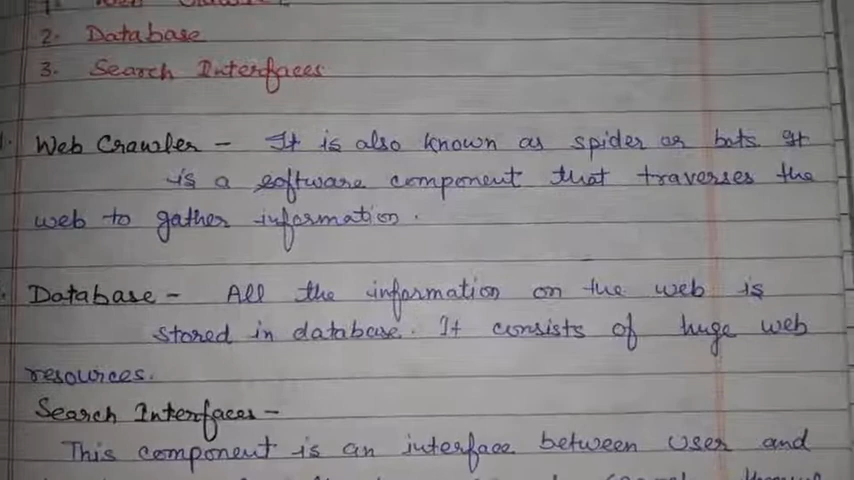 2. Database
3. Search Interfaces
Web Crawler - It is also known as spider or bots. It
is a software component that traverses the
web to gather information.
Database - All the information on the web is
stored in database. It consists of huge web
resources.
Search Interfaces -
This component is an interface between user and